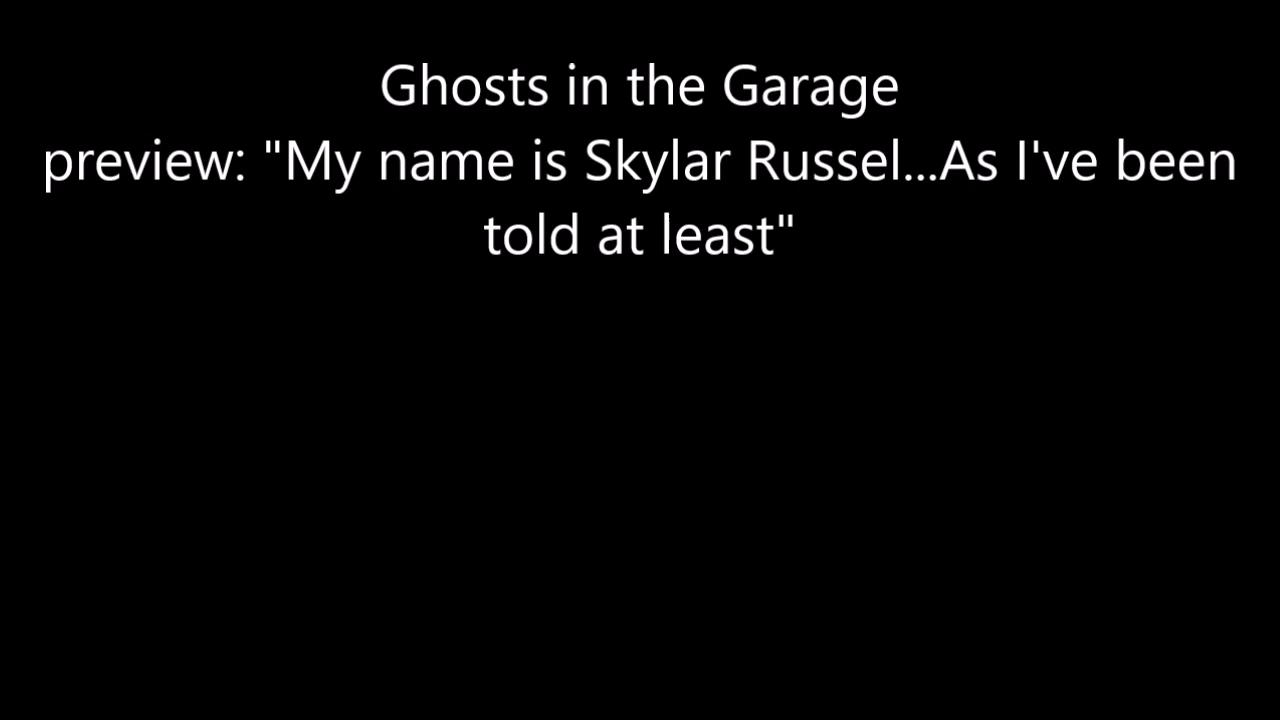 Ghosts in the Garage
preview: "My name is Skylar Russel...As I've been
told at least"